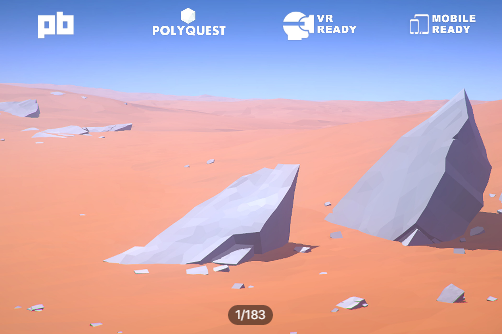 pb
POLYQUEST
VR
READY
MOBILE
READY
1/183